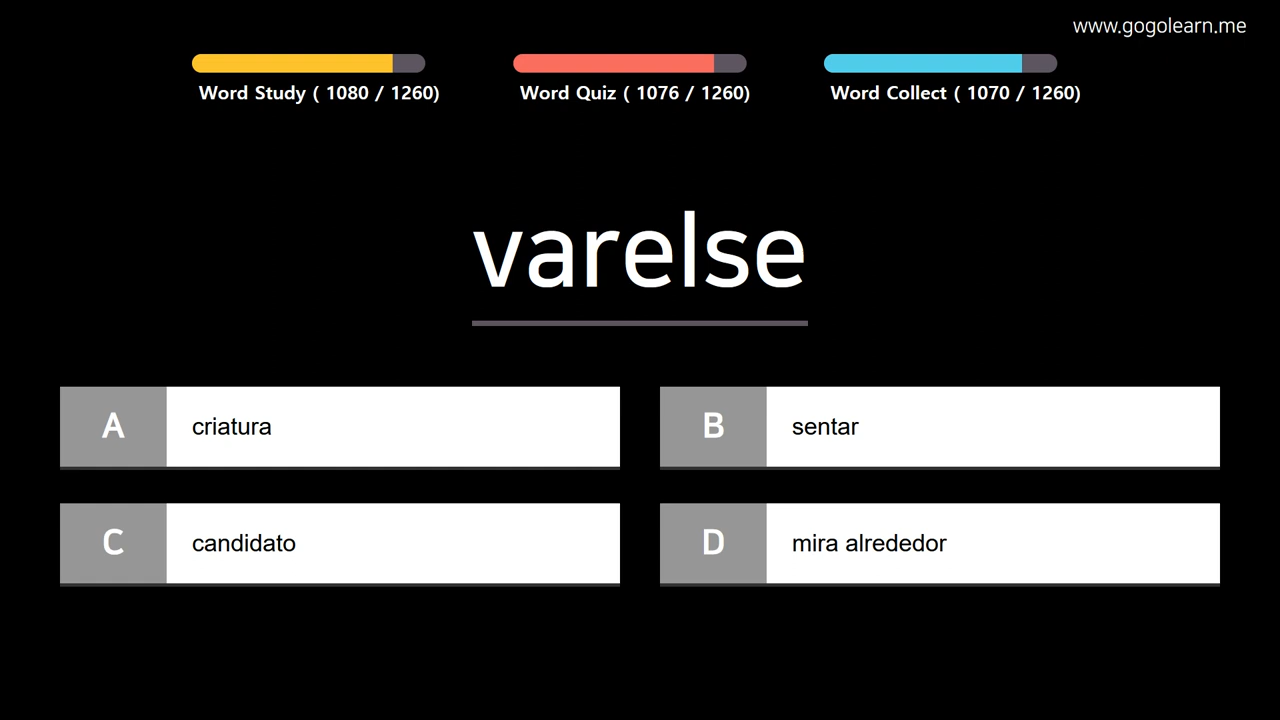 www.gogolearn.me
Word Study ( 1080 / 1260)
Word Quiz ( 1076 / 1260)
Word Collect ( 1070 / 1260)
varelse
A criatura
B sentar
C candidato
D mira alrededor